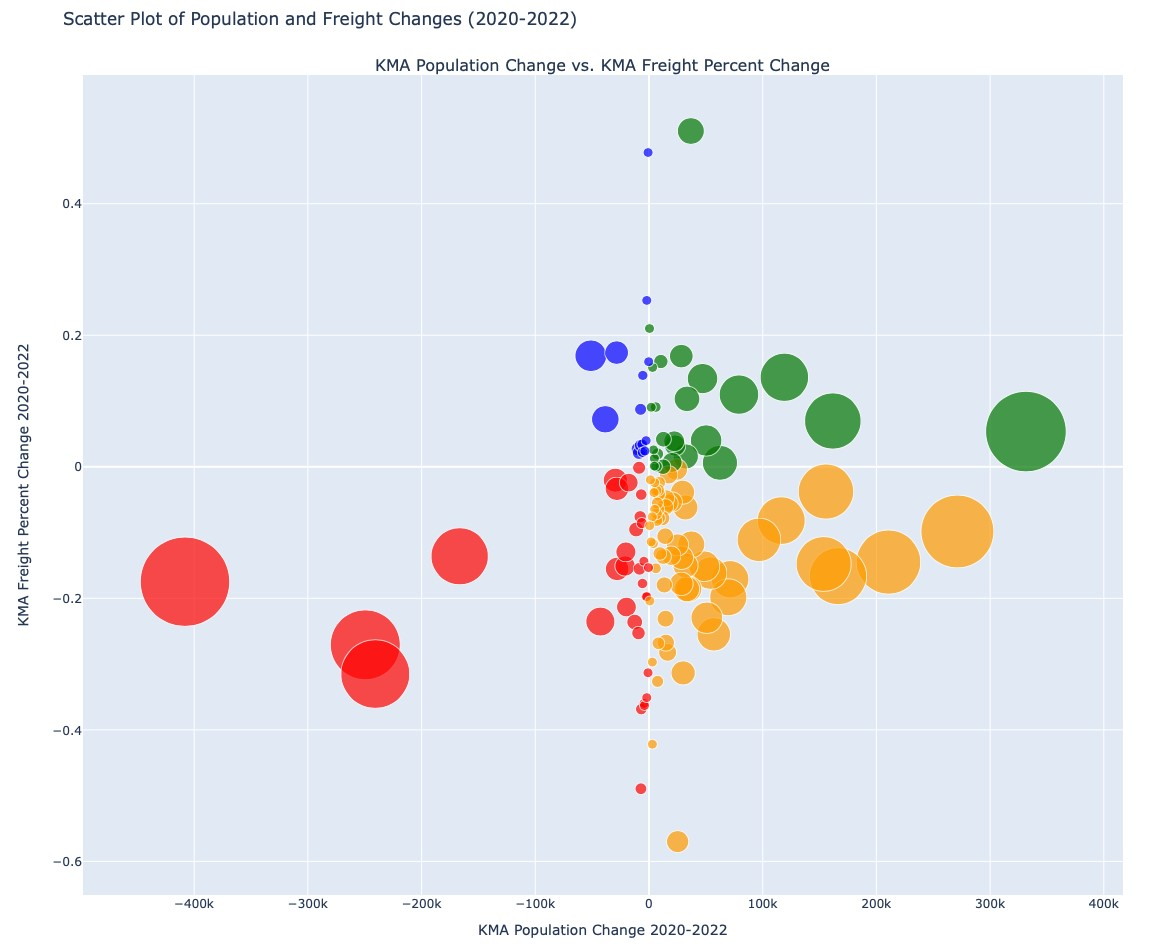 Scatter Plot of Population and Freight Changes (2020-2022)
KMA Population Change vs. KMA Freight Percent Change
0.4
0.2
0
−0.2
−0.4
−0.6
KMA Freight Percent Change 2020-2022
−400k −300k −200k −100k 0 100k 200k 300k 400k
KMA Population Change 2020-2022